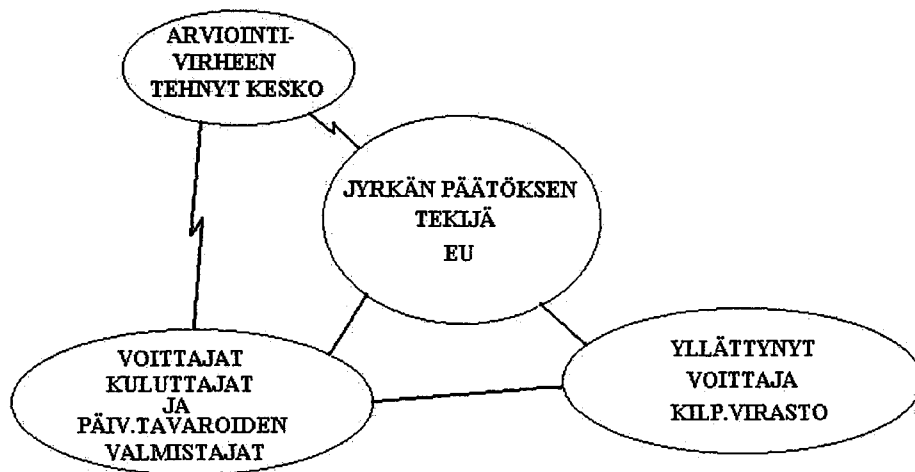 ARVIOINTI-
VIRHEEN
TEHNYT KESKO
JYRKÄN PÄÄTÖKSEN
TEKIJÄ
EU
VOITTAJAT
KULUTTAJAT
JA
PÄIV.TAVAROIDEN
VALMISTAJAT
YLLÄTTYNYT
VOITTAJA
KILP.VIRASTO